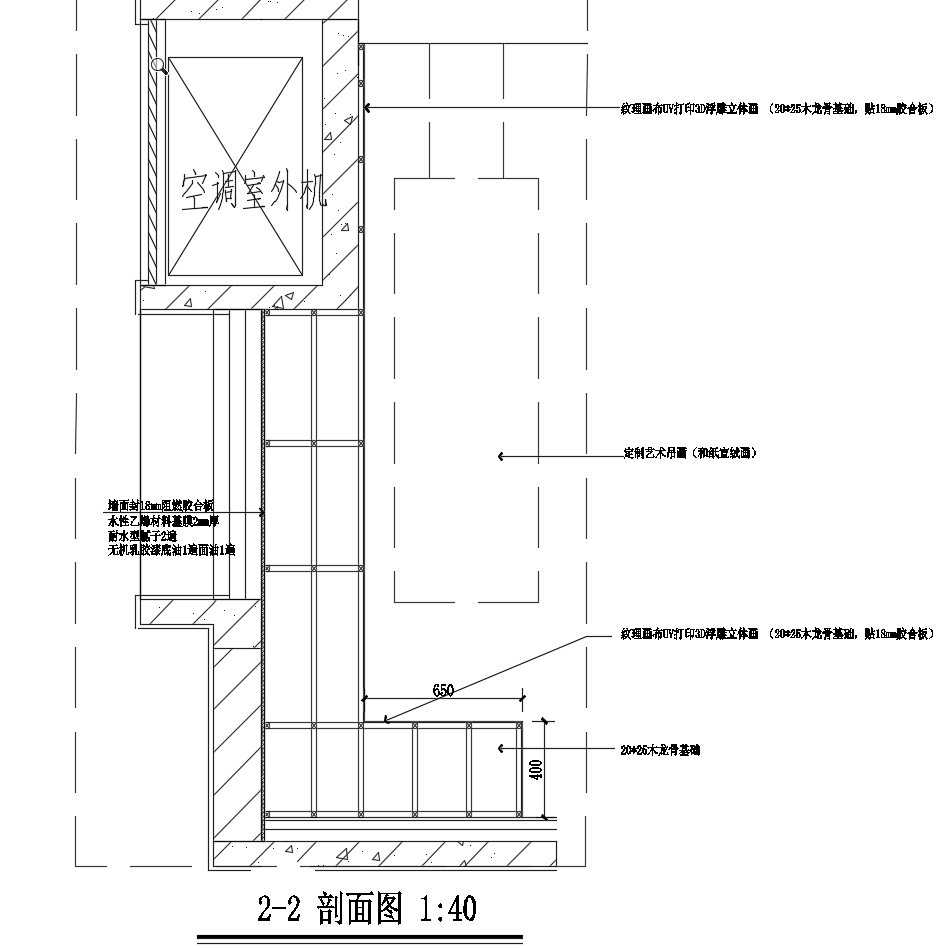 纹理画布UV打印3D浮雕立体画 （20*25木龙骨基础，贴18mm胶合板）
空调室外机
定制艺术吊画（和纸宣绒画）
墙面封18mm阻燃胶合板
水性乙烯材料基膜2mm厚
耐水型腻子2遍
无机乳胶漆底油1遍面油1遍
纹理画布UV打印3D浮雕立体画 （20*25木龙骨基础，贴18mm胶合板）
650
20*25木龙骨基础
400
2-2 剖面图 1:40